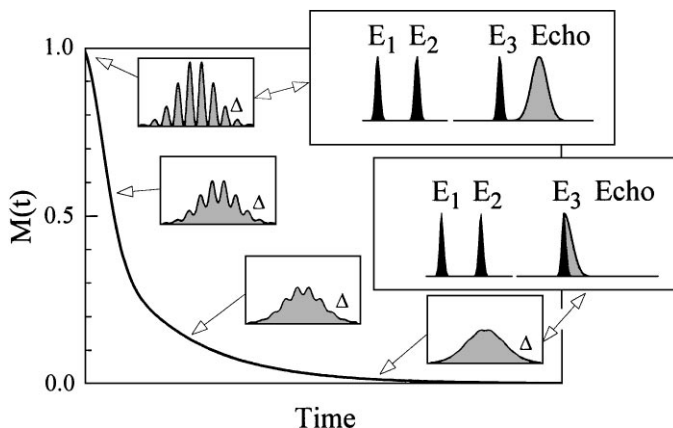 1.0
E1 E2 E3 Echo
Δ
E1 E2 E3 Echo
Δ
0.5
M(t)
Δ
Δ
0.0
Time